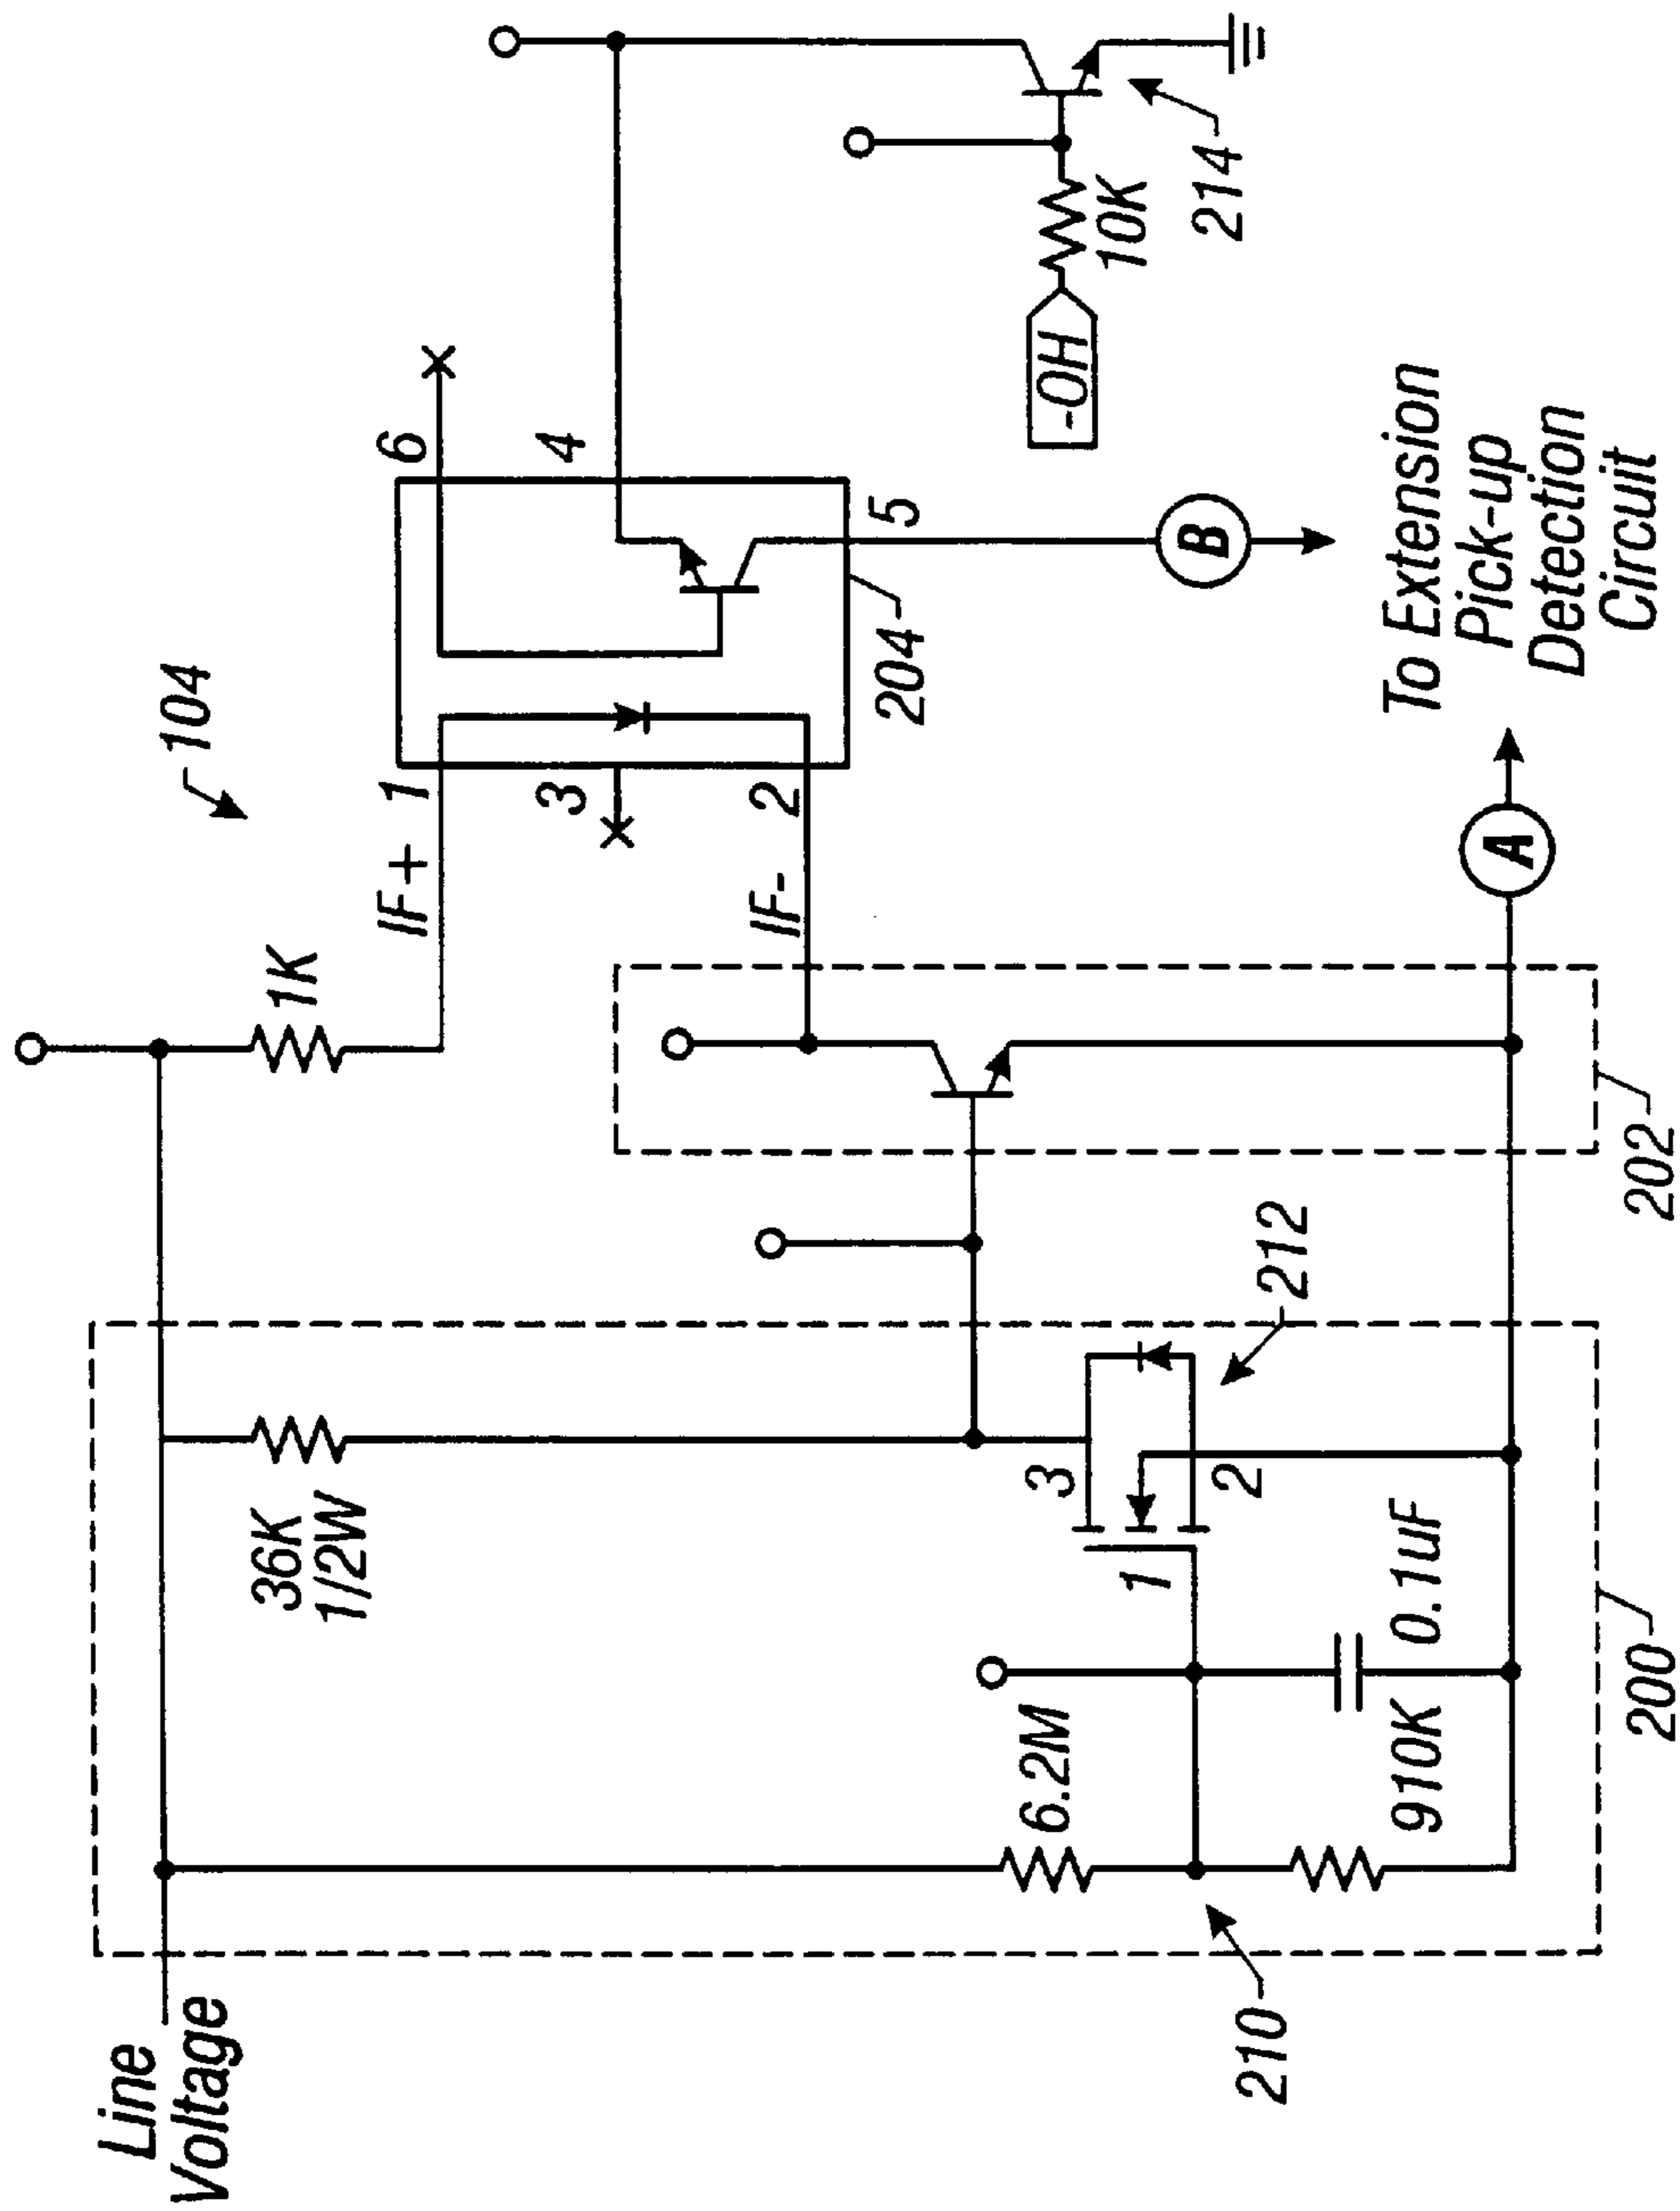 104
Line
Voltage
36K
1/2W
1K
IF+
1
6
3
4
IF-
2
5
204
B
-OH
10K
214
6.2M
1
3
2
212
910K
0.1uF
210
200
202
A
To Extension
Pick-up
Detection
Circuit